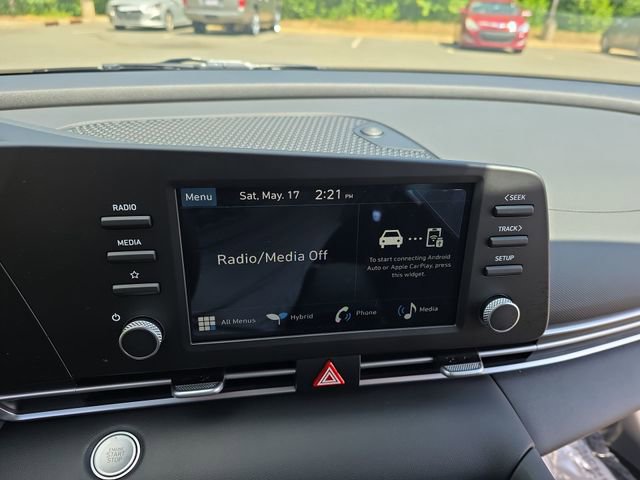 Menu Sat, May. 17 2:21 PM
RADIO
MEDIA
Radio/Media Off
To start connecting Android
Auto or Apple CarPlay, press
this widget.
All Menus Hybrid Phone Media
< SEEK
TRACK >
SETUP
ENGINE
START
STOP